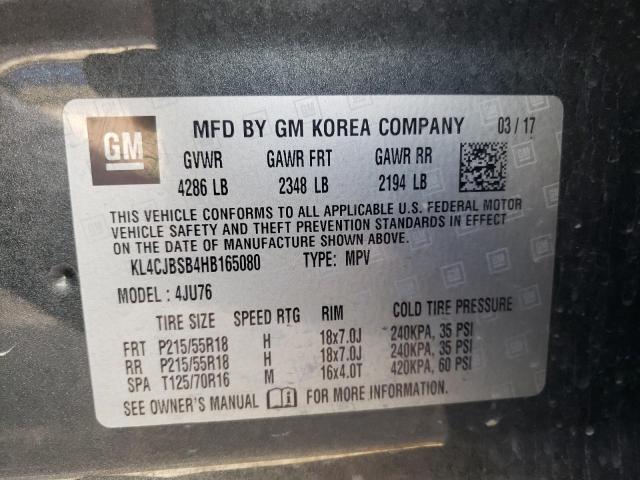 GM
MFD BY GM KOREA COMPANY 03 / 17
GVWR GAWR FRT GAWR RR
4286 LB 2348 LB 2194 LB
THIS VEHICLE CONFORMS TO ALL APPLICABLE U.S. FEDERAL MOTOR
VEHICLE SAFETY AND THEFT PREVENTION STANDARDS IN EFFECT
ON THE DATE OF MANUFACTURE SHOWN ABOVE.
KL4CJBSB4HB165080 TYPE: MPV
MODEL : 4JU76
TIRE SIZE SPEED RTG RIM COLD TIRE PRESSURE
FRT P215/55R18 H 18x7.0J 240KPA, 35 PSI
RR P215/55R18 H 18x7.0J 240KPA, 35 PSI
SPA T125/70R16 M 16x4.0T 420KPA, 60 PSI
SEE OWNER'S MANUAL FOR MORE INFORMATION.